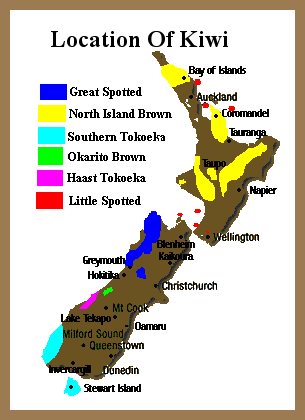 Location Of Kiwi
Great Spotted
North Island Brown
Southern Tokoeka
Okarito Brown
Haast Tokoeka
Little Spotted
Bay of Islands
Auckland
Coromandel
Tauranga
Taupo
Napier
Wellington
Blenheim
Kaikoura
Greymouth
Hokitika
Christchurch
Mt Cook
Lake Tekapo
Oamaru
Milford Sound
Queenstown
Invercargill
Dunedin
Stewart Island